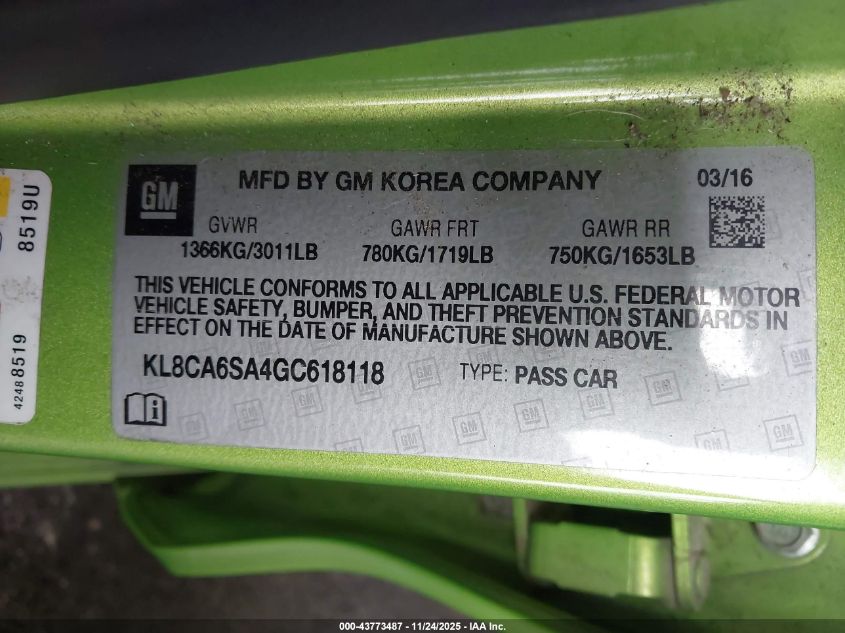 GM
MFD BY GM KOREA COMPANY
03/16
GVWR GAWR FRT GAWR RR
1366KG/3011LB 780KG/1719LB 750KG/1653LB
THIS VEHICLE CONFORMS TO ALL APPLICABLE U.S. FEDERAL MOTOR
VEHICLE SAFETY, BUMPER, AND THEFT PREVENTION STANDARDS IN
EFFECT ON THE DATE OF MANUFACTURE SHOWN ABOVE.
KL8CA6SA4GC618118 TYPE: PASS CAR
8519U
42488519
000-43773487 - 11/24/2025 - IAA Inc.